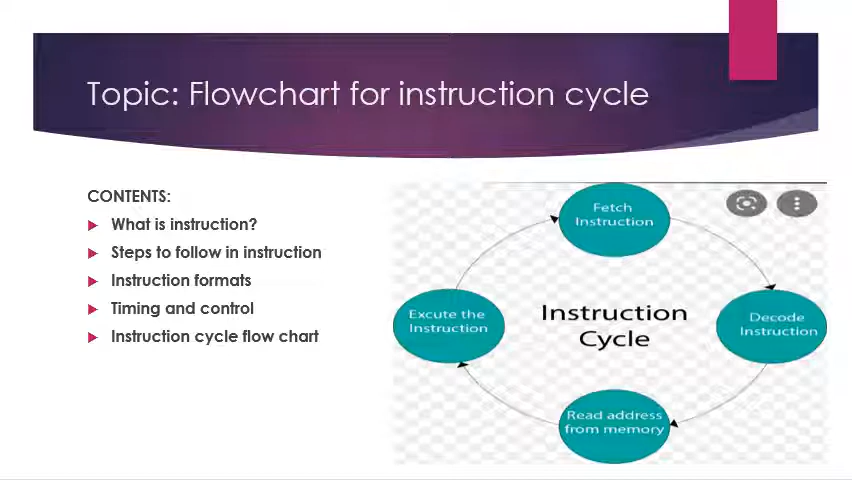 Topic: Flowchart for instruction cycle
CONTENTS:
What is instruction?
Steps to follow in instruction
Instruction formats
Timing and control
Instruction cycle flow chart
Fetch
Instruction
Excute the
Instruction
Instruction
Cycle
Decode
Instruction
Read address
from memory